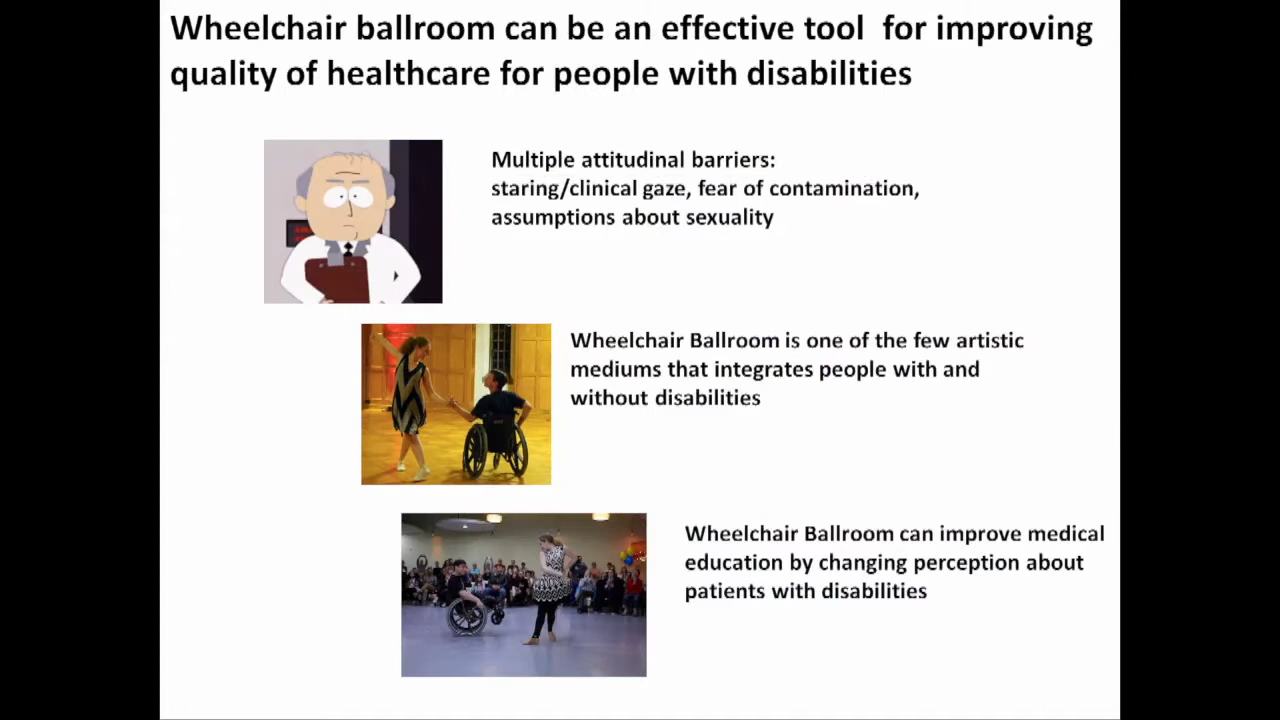 Wheelchair ballroom can be an effective tool  for improving
quality of healthcare for people with disabilities
Multiple attitudinal barriers:
staring/clinical gaze, fear of contamination,
assumptions about sexuality
Wheelchair Ballroom is one of the few artistic
mediums that integrates people with and
without disabilities
Wheelchair Ballroom can improve medical
education by changing perception about
patients with disabilities